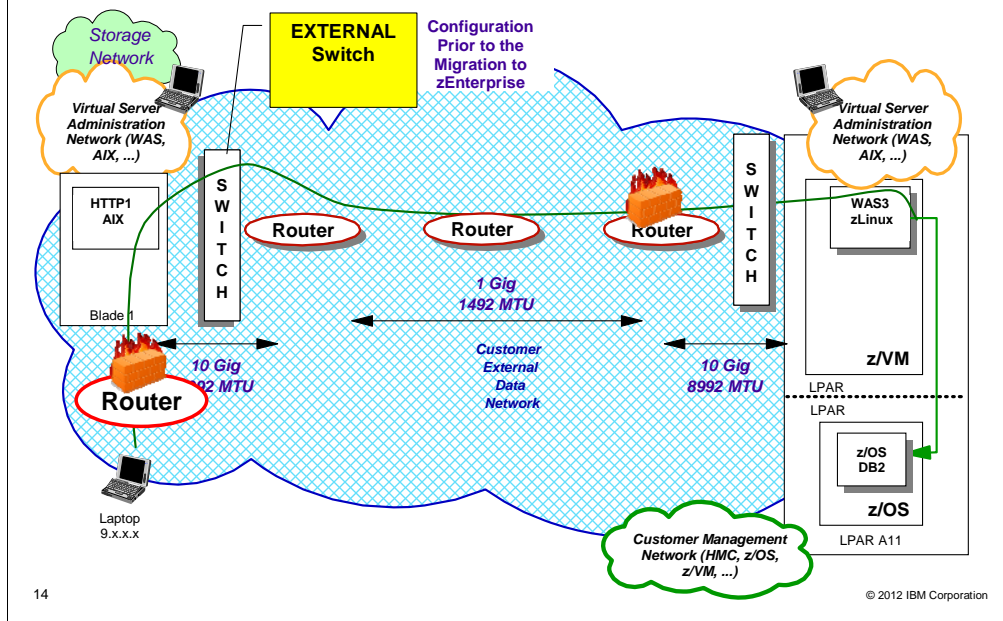 Storage
Network
EXTERNAL
Switch
Configuration
Prior to the
Migration to
zEnterprise
Virtual Server
Administration
Network (WAS,
AIX, ...)
Virtual Server
Administration
Network (WAS,
AIX, ...)
HTTP1
AIX
Blade 1
S
W
I
T
C
H
Router
Router
Router
S
W
I
T
C
H
WAS3
zLinux
1 Gig
1492 MTU
10 Gig
92 MTU
Customer
External
Data
Network
10 Gig
8992 MTU
z/VM
LPAR
LPAR
Router
z/OS
DB2
z/OS
LPAR A11
Laptop
9.x.x.x
Customer Management
Network (HMC, z/OS,
z/VM, ...)
14
© 2012 IBM Corporation